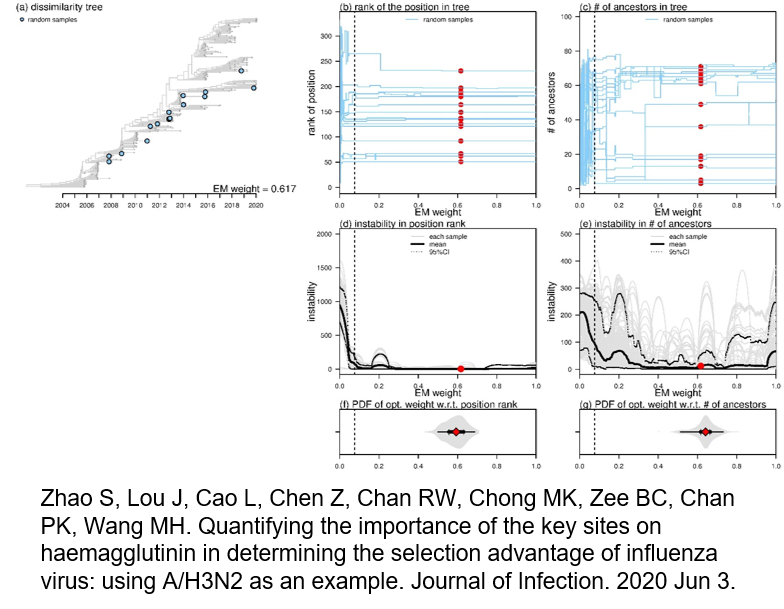 (a) dissimilarity tree
random samples
EM weight = 0.617
2004 2006 2008 2010 2012 2014 2016 2018 2020
(b) rank of the position in tree
random samples
rank of position
300
250
200
150
100
50
0
0.0 0.2 0.4 0.6 0.8 1.0
EM weight
(c) # of ancestors in tree
random samples
# of ancestors
100
80
60
40
20
0
0.0 0.2 0.4 0.6 0.8 1.0
EM weight
(d) instability in position rank
each sample
mean
95%CI
instability
2000
1500
1000
500
0
0.0 0.2 0.4 0.6 0.8 1.0
EM weight
(e) instability in # of ancestors
each sample
mean
95%CI
instability
500
400
300
200
100
0
0.0 0.2 0.4 0.6 0.8 1.0
EM weight
(f) PDF of opt. weight w.r.t. position rank
0.0 0.2 0.4 0.6 0.8 1.0
(g) PDF of opt. weight w.r.t. # of ancestors
0.0 0.2 0.4 0.6 0.8 1.0
Zhao S, Lou J, Cao L, Chen Z, Chan RW, Chong MK, Zee BC, Chan
PK, Wang MH. Quantifying the importance of the key sites on
haemagglutinin in determining the selection advantage of influenza
virus: using A/H3N2 as an example. Journal of Infection. 2020 Jun 3.